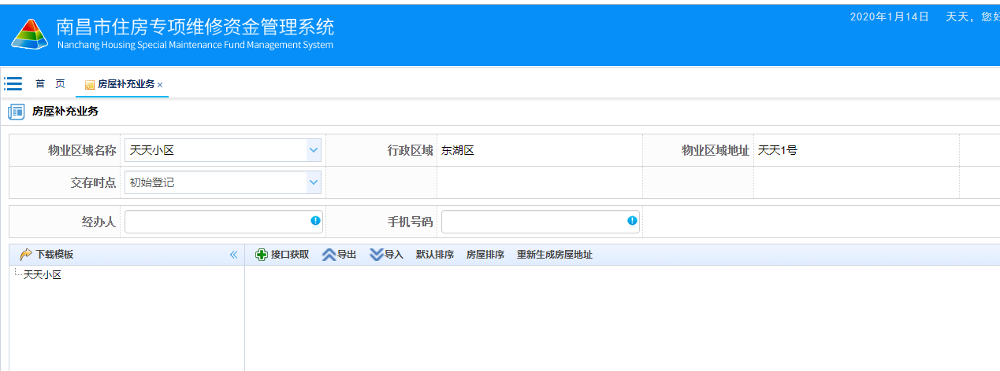 南昌市住房专项维修资金管理系统
Nanchang Housing Special Maintenance Fund Management System
2020年1月14日 天天，您好
首 页 房屋补充业务 ×
房屋补充业务
物业区域名称 天天小区 行政区域 东湖区 物业区域地址 天天1号
交存时点 初始登记
经办人 手机号码
下载模板 接口获取 导出 导入 默认排序 房屋排序 重新生成房屋地址
天天小区